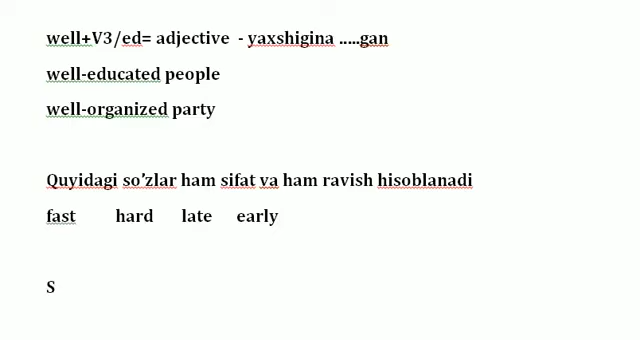 well+V3/ed= adjective - yaxshigina .....gan
well-educated people
well-organized party
Quyidagi so’zlar ham sifat va ham ravish hisoblanadi
fast hard late early
S